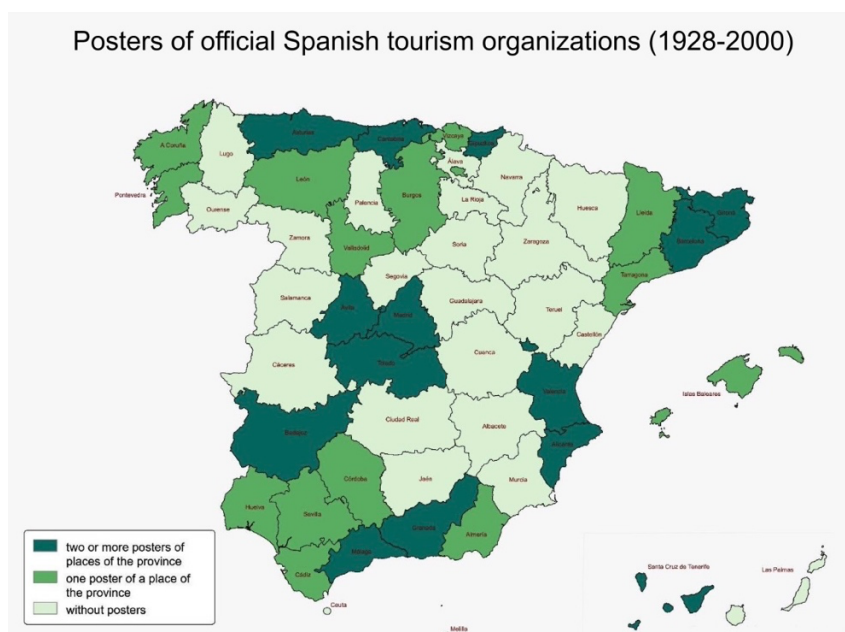 Posters of official Spanish tourism organizations (1928-2000)
Asturias
Cantabria
Vizcaya
Guipúzcoa
A Coruña
Lugo
Álava
Navarra
León
Pontevedra
Palencia
Burgos
La Rioja
Huesca
Lleida
Girona
Ourense
Barcelona
Zamora
Valladolid
Soria
Zaragoza
Tarragona
Segovia
Salamanca
Guadalajara
Ávila
Madrid
Teruel
Castellón
Cáceres
Toledo
Cuenca
Valencia
Islas Baleares
Ciudad Real
Albacete
Badajoz
Alicante
Córdoba
Jaén
Murcia
Huelva
Sevilla
Granada
Almería
Málaga
Cádiz
two or more posters of
places of the province
one poster of a place of
the province
without posters
Santa Cruz de Tenerife
Las Palmas
Ceuta
Melilla